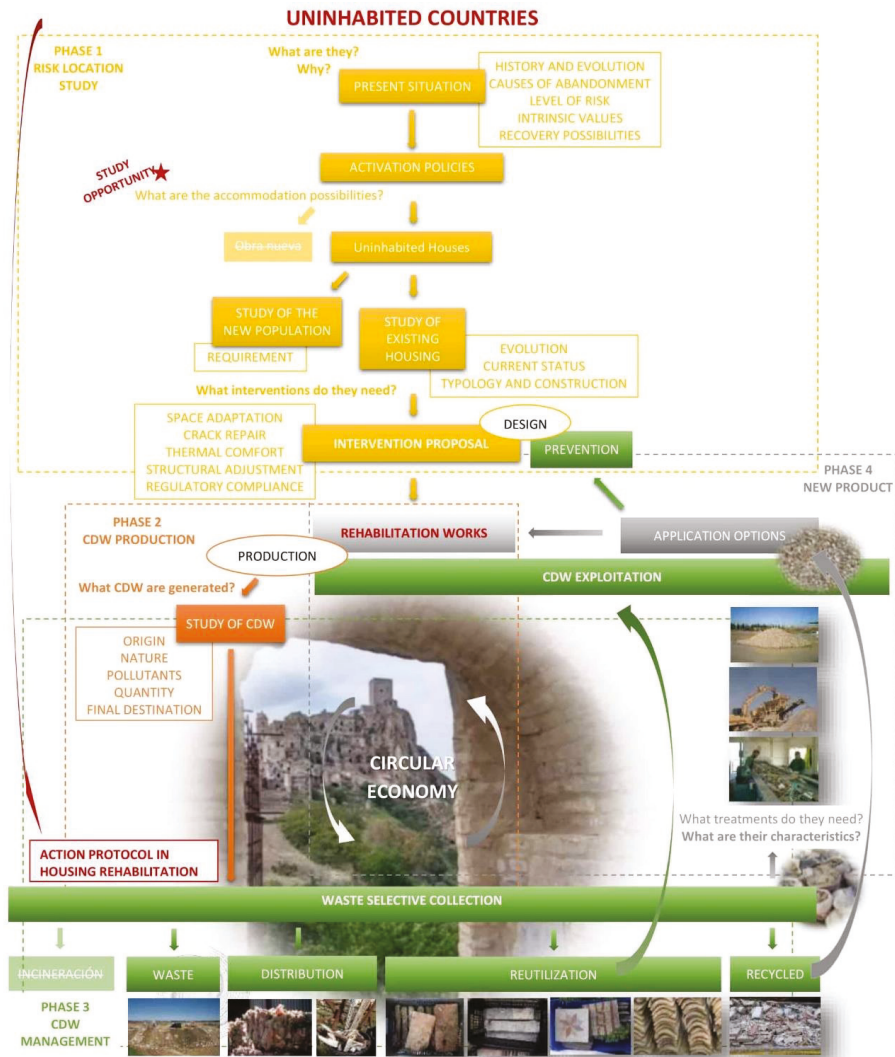 UNINHABITED COUNTRIES
PHASE 1
RISK LOCATION
STUDY
What are they?
Why?
PRESENT SITUATION
HISTORY AND EVOLUTION
CAUSES OF ABANDONMENT
LEVEL OF RISK
INTRINSIC VALUES
RECOVERY POSSIBILITIES
ACTIVATION POLICIES
STUDY
OPPORTUNITY
What are the accommodation possibilities?
Obra nueva
Uninhabited Houses
STUDY OF THE
NEW POPULATION
REQUIREMENT
STUDY OF
EXISTING
HOUSING
EVOLUTION
CURRENT STATUS
TYPOLOGY AND CONSTRUCTION
What interventions do they need?
SPACE ADAPTATION
CRACK REPAIR
THERMAL COMFORT
STRUCTURAL ADJUSTMENT
REGULATORY COMPLIANCE
INTERVENTION PROPOSAL
DESIGN
PREVENTION
PHASE 4
NEW PRODUCT
PHASE 2
CDW PRODUCTION
REHABILITATION WORKS
APPLICATION OPTIONS
PRODUCTION
CDW EXPLOITATION
What CDW are generated?
STUDY OF CDW
ORIGIN
NATURE
POLLUTANTS
QUANTITY
FINAL DESTINATION
CIRCULAR
ECONOMY
What treatments do they need?
What are their characteristics?
ACTION PROTOCOL IN
HOUSING REHABILITATION
WASTE SELECTIVE COLLECTION
INCINERACIÓN
WASTE
DISTRIBUTION
REUTILIZATION
RECYCLED
PHASE 3
CDW
MANAGEMENT